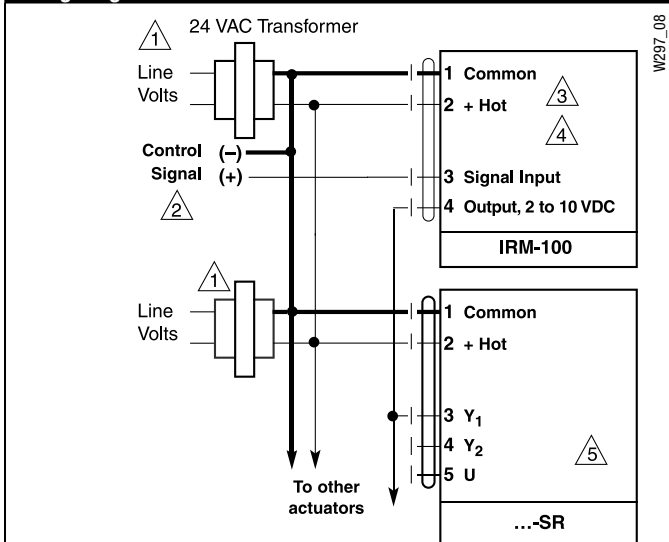 W297_08
1
24 VAC Transformer
Line
Volts
1 Common
2 + Hot
3
4
Control (–)
Signal (+)
2
3 Signal Input
4 Output, 2 to 10 VDC
IRM-100
1
Line
Volts
1 Common
2 + Hot
3 Y1
4 Y2
5 U
5
To other
actuators
...-SR